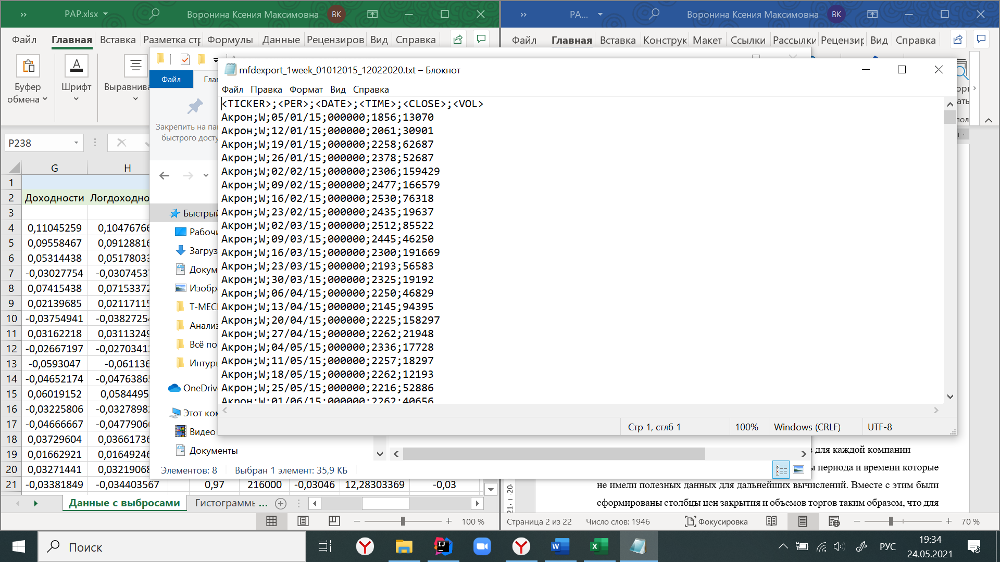 PAP.xlsx
Воронина Ксения Максимовна
ВК
PA...
Воронина Ксения Максимовна
ВК
Файл
Главная
Вставка
Разметка стр
Формулы
Данные
Рецензиров
Вид
Справка
Файл
Главная
Вставка
Конструк
Макет
Ссылки
Рассылки
Рецензир
Вид
Справка
Буфер
обмена
Шрифт
Выравнива
P238
G
H
1
2 Доходности Логдоходно
3
4 0,11045259 0,10476766
5 0,09558467 0,09128816
6 0,05314438 0,05178033
7 -0,03027754 -0,03074537
8 0,07415438 0,07153372
9 0,02139685 0,02117115
10 -0,03754941 -0,03827254
11 0,03162218 0,03113249
12 -0,02667197 -0,02703412
13 -0,0593047 -0,061136
14 -0,04652174 -0,04763865
15 0,06019152 0,0584495
16 -0,03225806 -0,03278982
17 -0,04666667 -0,04779066
18 0,03729604 0,03661736
19 0,01662921 0,01649246
20 0,03271441 0,03219068
21 -0,03381849 -0,034403567 0,97 216000 -0,03046 12,28303369 -0,03
Данные с выбросами
Гистограммь ...
100 %
Файл
Гла
Закрепить на па
быстрого досту
Быстрый
Рабочи
Загруз
Докум
Изобр
T-MECH
Анализ
Всё по
Интурь
OneDrive
Этот ком
Видео
Документы
Элементов: 8
Выбран 1 элемент: 35,9 КБ
mfdexport_1week_01012015_12022020.txt – Блокнот
Файл Правка Формат Вид Справка
<TICKER>;<PER>;<DATE>;<TIME>;<CLOSE>;<VOL>
Акрон;W;05/01/15;000000;1856;13070
Акрон;W;12/01/15;000000;2061;30901
Акрон;W;19/01/15;000000;2258;62687
Акрон;W;26/01/15;000000;2378;52687
Акрон;W;02/02/15;000000;2306;159429
Акрон;W;09/02/15;000000;2477;166579
Акрон;W;16/02/15;000000;2530;76318
Акрон;W;23/02/15;000000;2435;19637
Акрон;W;02/03/15;000000;2512;85522
Акрон;W;09/03/15;000000;2445;46250
Акрон;W;16/03/15;000000;2300;191669
Акрон;W;23/03/15;000000;2193;56583
Акрон;W;30/03/15;000000;2325;19192
Акрон;W;06/04/15;000000;2250;46829
Акрон;W;13/04/15;000000;2145;94395
Акрон;W;20/04/15;000000;2225;158297
Акрон;W;27/04/15;000000;2262;21948
Акрон;W;04/05/15;000000;2336;17728
Акрон;W;11/05/15;000000;2257;18297
Акрон;W;18/05/15;000000;2262;12193
Акрон;W;25/05/15;000000;2216;52886
Акрон;W;01/06/15;000000;2262;40656
Стр 1, стлб 1
100%
Windows (CRLF)
UTF-8
для каждой компании
периода и времени которые
не имели полезных данных для дальнейших вычислений. Вместе с этим были
сформированы столбцы цен закрытия и объемов торгов таким образом, что для
Страница 2 из 22
Число слов: 1946
Фокусировка
70 %
Поиск
РУС
19:34
24.05.2021